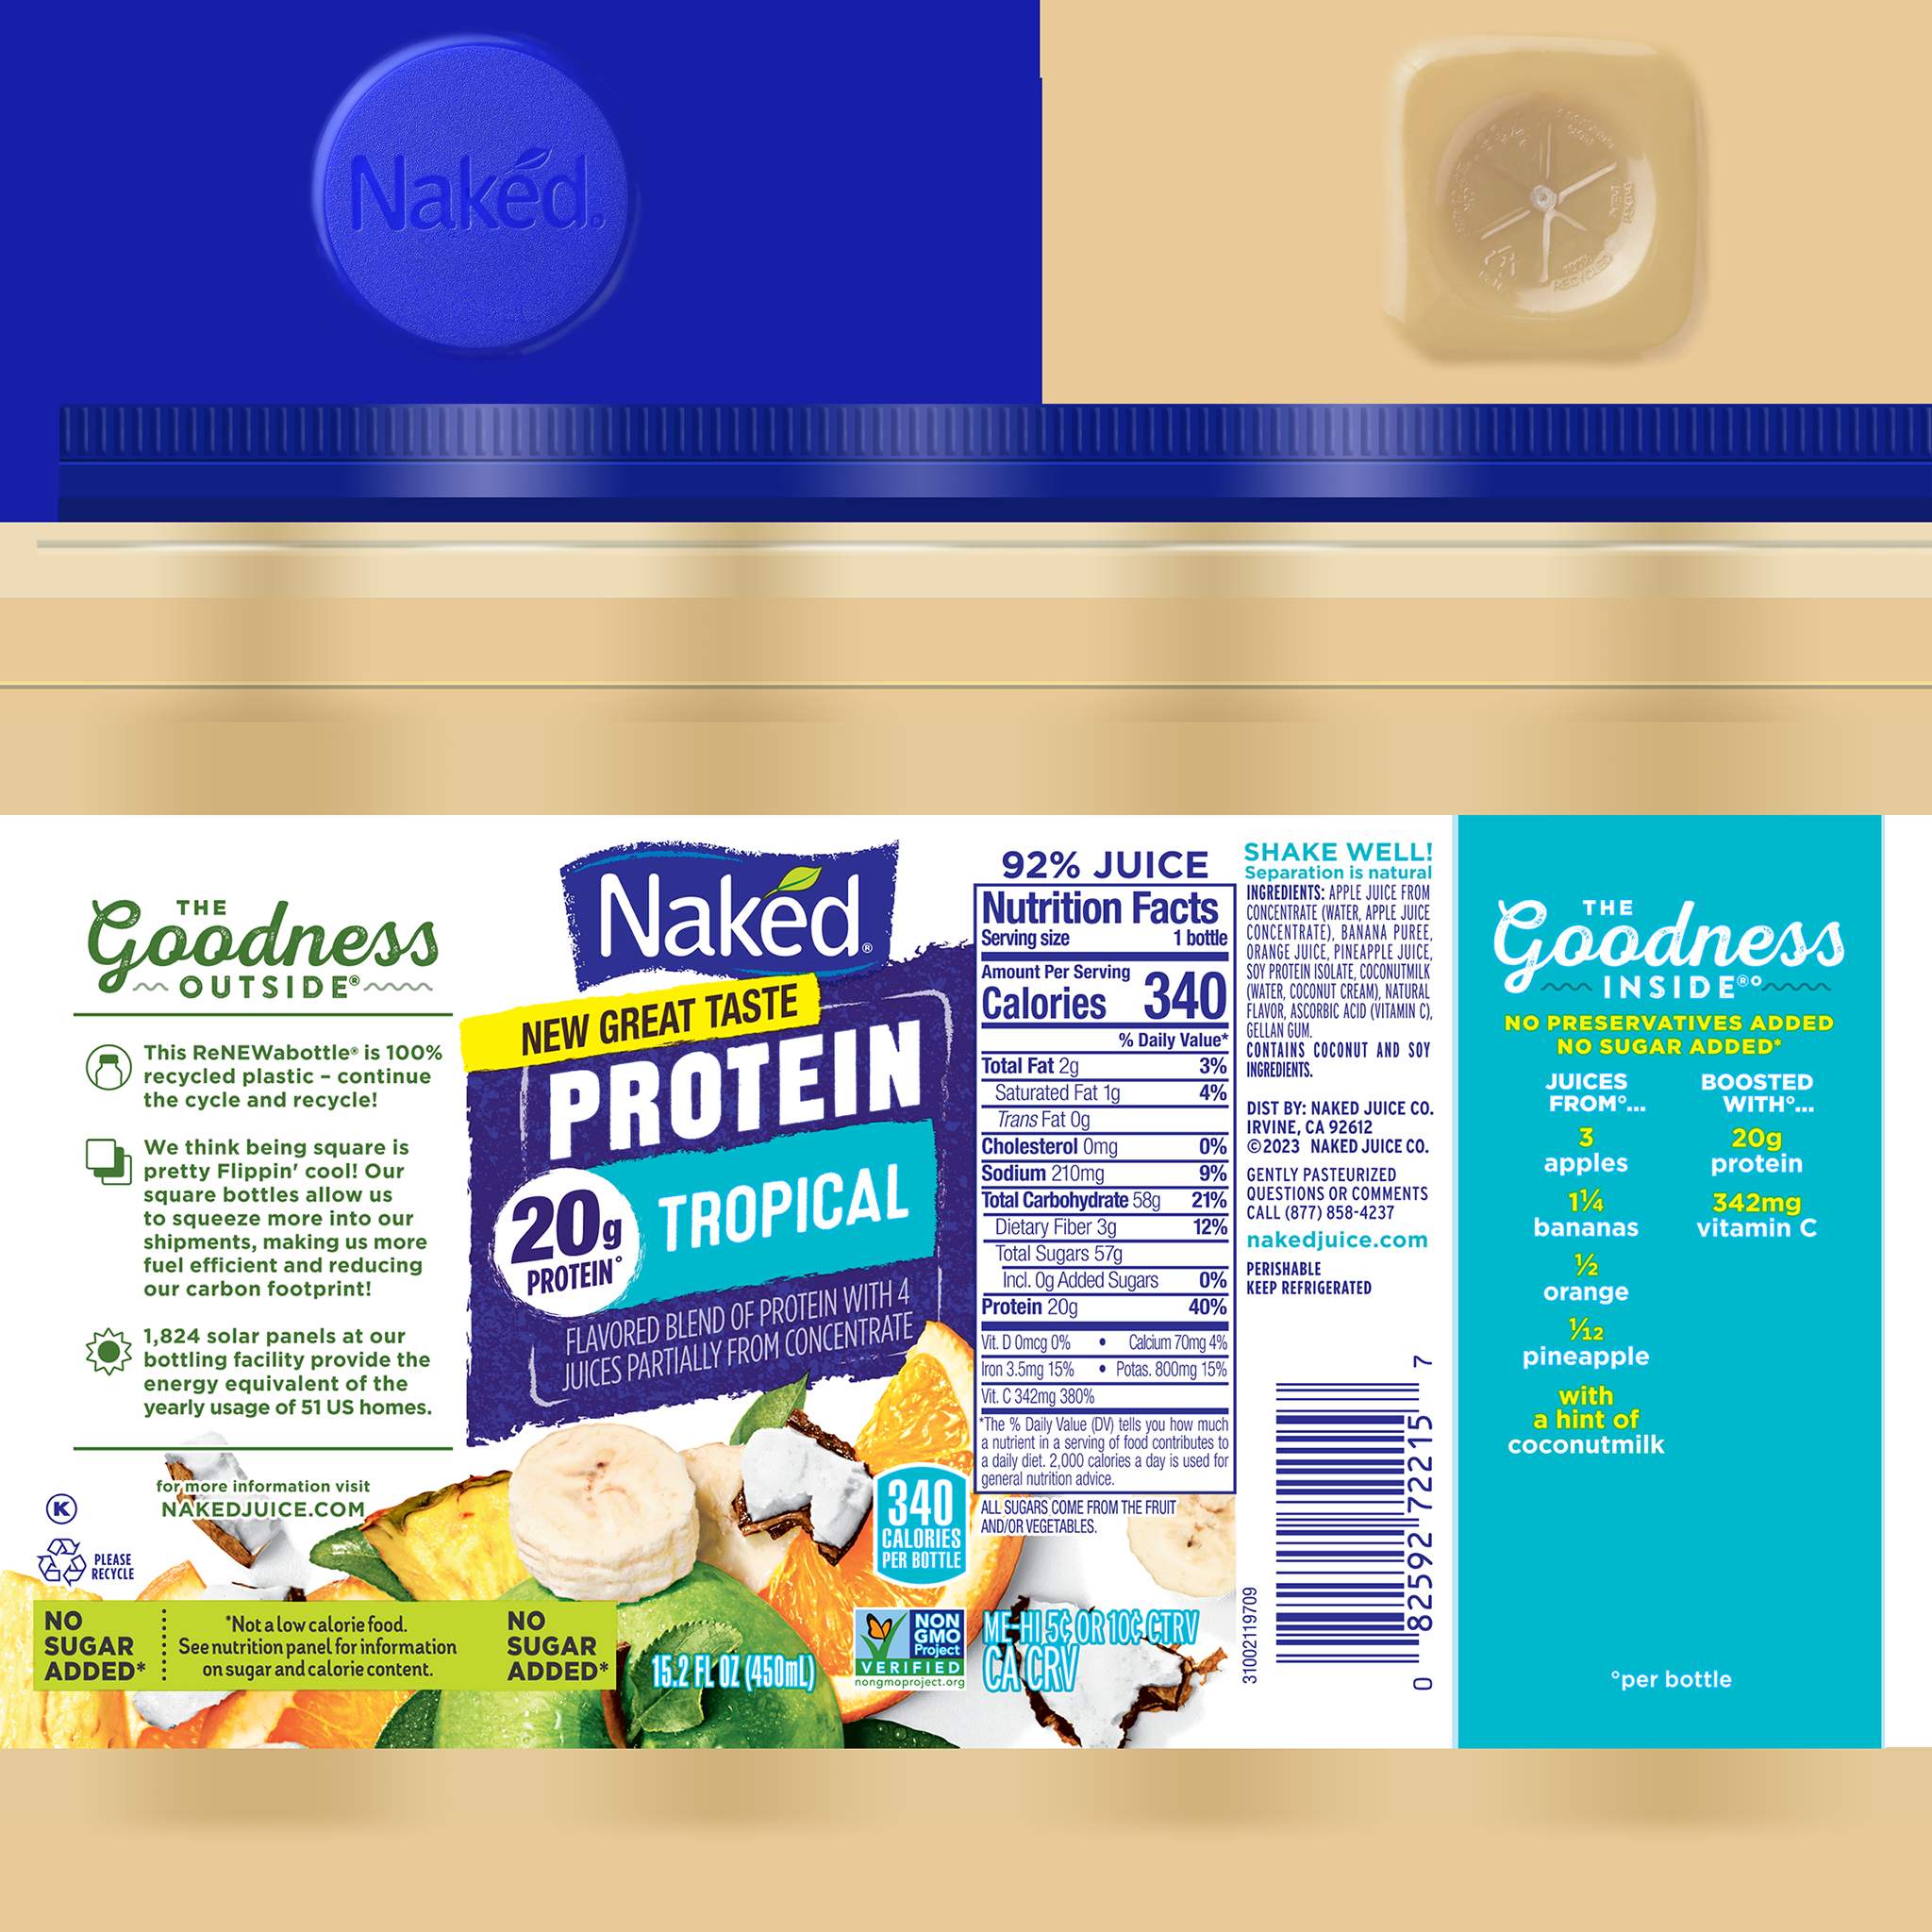 Naked®
100%
RECYCLED
THE
Goodness
OUTSIDE®
This ReNEWabottle® is 100%
recycled plastic – continue
the cycle and recycle!
We think being square is
pretty Flippin' cool! Our
square bottles allow us
to squeeze more into our
shipments, making us more
fuel efficient and reducing
our carbon footprint!
1,824 solar panels at our
bottling facility provide the
energy equivalent of the
yearly usage of 51 US homes.
for more information visit
NAKEDJUICE.COM
K
PLEASE
RECYCLE
NO
SUGAR
ADDED*
*Not a low calorie food.
See nutrition panel for information
on sugar and calorie content.
NO
SUGAR
ADDED*
Naked®
NEW GREAT TASTE
PROTEIN
20g
PROTEIN°
TROPICAL
FLAVORED BLEND OF PROTEIN WITH 4
JUICES PARTIALLY FROM CONCENTRATE
340
CALORIES
PER BOTTLE
15.2 FL OZ (450mL)
NON
GMO
Project
VERIFIED
nongmoproject.org
92% JUICE
Nutrition Facts
Serving size 1 bottle
Amount Per Serving
Calories 340
% Daily Value*
Total Fat 2g 3%
Saturated Fat 1g 4%
Trans Fat 0g
Cholesterol 0mg 0%
Sodium 210mg 9%
Total Carbohydrate 58g 21%
Dietary Fiber 3g 12%
Total Sugars 57g
Incl. 0g Added Sugars 0%
Protein 20g 40%
Vit. D 0mcg 0% • Calcium 70mg 4%
Iron 3.5mg 15% • Potas. 800mg 15%
Vit. C 342mg 380%
*The % Daily Value (DV) tells you how much
a nutrient in a serving of food contributes to
a daily diet. 2,000 calories a day is used for
general nutrition advice.
ALL SUGARS COME FROM THE FRUIT
AND/OR VEGETABLES.
ME-HI 5¢ OR 10¢ CTRV
CA CRV
SHAKE WELL!
Separation is natural
INGREDIENTS: APPLE JUICE FROM
CONCENTRATE (WATER, APPLE JUICE
CONCENTRATE), BANANA PUREE,
ORANGE JUICE, PINEAPPLE JUICE,
SOY PROTEIN ISOLATE, COCONUTMILK
(WATER, COCONUT CREAM), NATURAL
FLAVOR, ASCORBIC ACID (VITAMIN C),
GELLAN GUM.
CONTAINS COCONUT AND SOY
INGREDIENTS.
DIST BY: NAKED JUICE CO.
IRVINE, CA 92612
©2023 NAKED JUICE CO.
GENTLY PASTEURIZED
QUESTIONS OR COMMENTS
CALL (877) 858-4237
nakedjuice.com
PERISHABLE
KEEP REFRIGERATED
31002119709
0 82592 72215 7
THE
Goodness
INSIDE®°
NO PRESERVATIVES ADDED
NO SUGAR ADDED*
JUICES
FROM°...
3
apples
1¼
bananas
½
orange
1/12
pineapple
with
a hint of
coconutmilk
BOOSTED
WITH°...
20g
protein
342mg
vitamin C
°per bottle